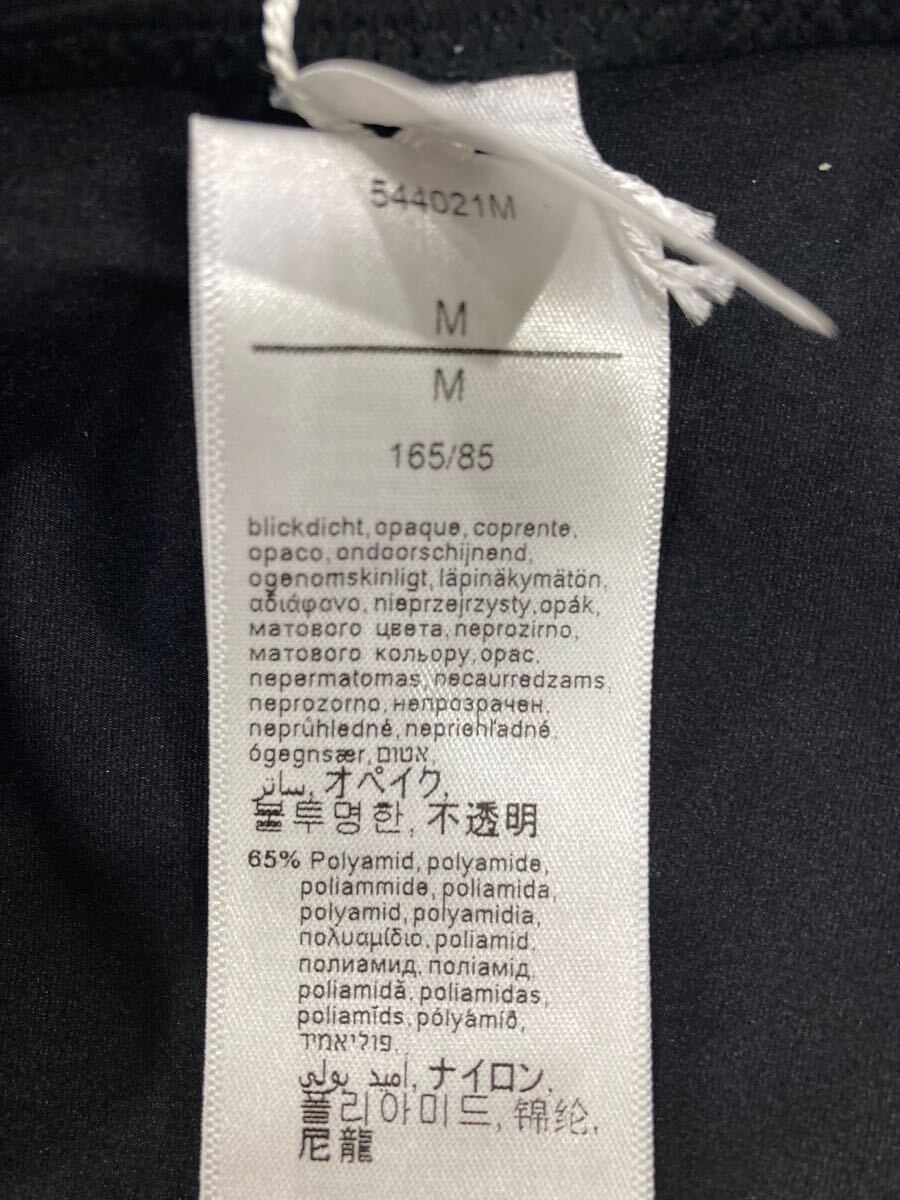 544021M
M
M
165/85
blickdicht, opaque, coprente,
opaco, ondoorschijnend,
ogenomskinligt, läpinäkymätön,
αδιάφανο, nieprzejrzysty, opák,
матового цвета, neprozirno,
матового кольору, opac,
nepermatomas, necaurredzams,
neprozorno, непрозрачен,
neprůhledné, nepriehľadné,
ógegnsær, אטום,
ساتر, オペイク,
불투명한, 不透明
65% Polyamid, polyamide,
poliammide, poliamida,
polyamid, polyamidia,
πολυαμίδιο, poliamid,
полиамид, поліамід,
poliamidă, poliamidas,
poliamīds, pólýamíð,
פוליאמיד,
أميد بولي, ナイロン,
폴리아미드, 锦纶,
尼龍